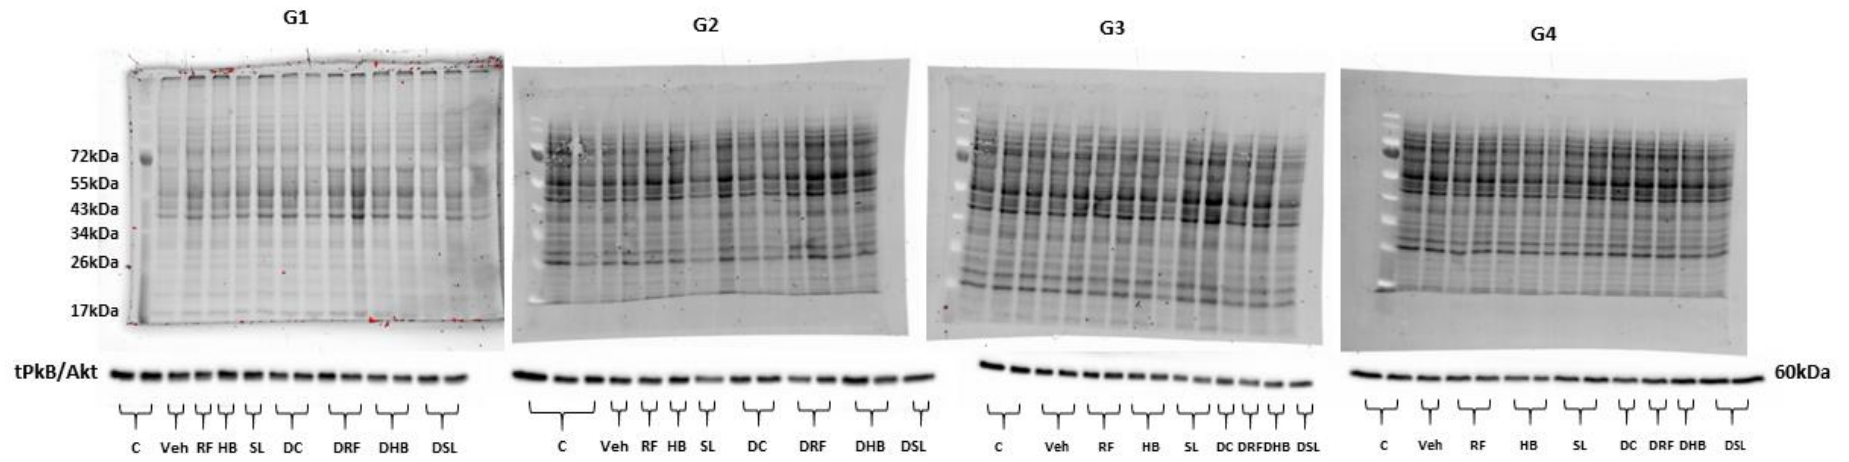 G1
G2
G3
G4
72kDa
55kDa
43kDa
34kDa
26kDa
17kDa
tPkB/Akt
60kDa
C Veh RF HB SL DC DRF DHB DSL
C Veh RF HB SL DC DRF DHB DSL
C Veh RF HB SL DC DRF DHB DSL
C Veh RF HB SL DC DRF DHB DSL